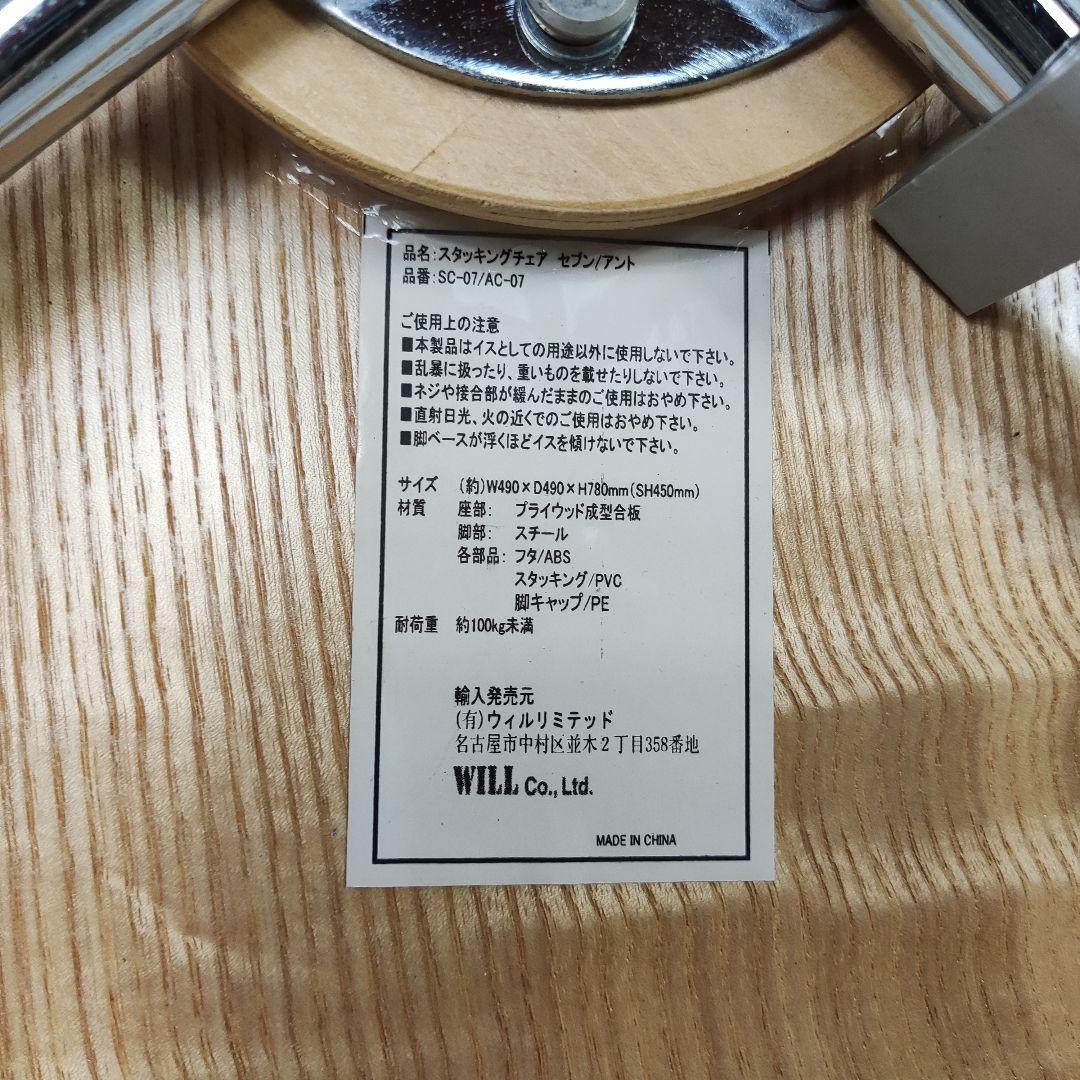 品名:スタッキングチェア セブン/アント
品番:SC-07/AC-07
ご使用上の注意
■本製品はイスとしての用途以外に使用しないで下さい。
■乱暴に扱ったり、重いものを載せたりしないで下さい。
■ネジや接合部が緩んだままのご使用はおやめ下さい。
■直射日光、火の近くでのご使用はおやめ下さい。
■脚ベースが浮くほどイスを傾けないで下さい。
サイズ (約)W490×D490×H780mm(SH450mm)
材質 座部: プライウッド成型合板
脚部: スチール
各部品: フタ/ABS
スタッキング/PVC
脚キャップ/PE
耐荷重 約100kg未満
輸入発売元
(有)ウィルリミテッド
名古屋市中村区並木2丁目358番地
WILL Co., Ltd.
MADE IN CHINA